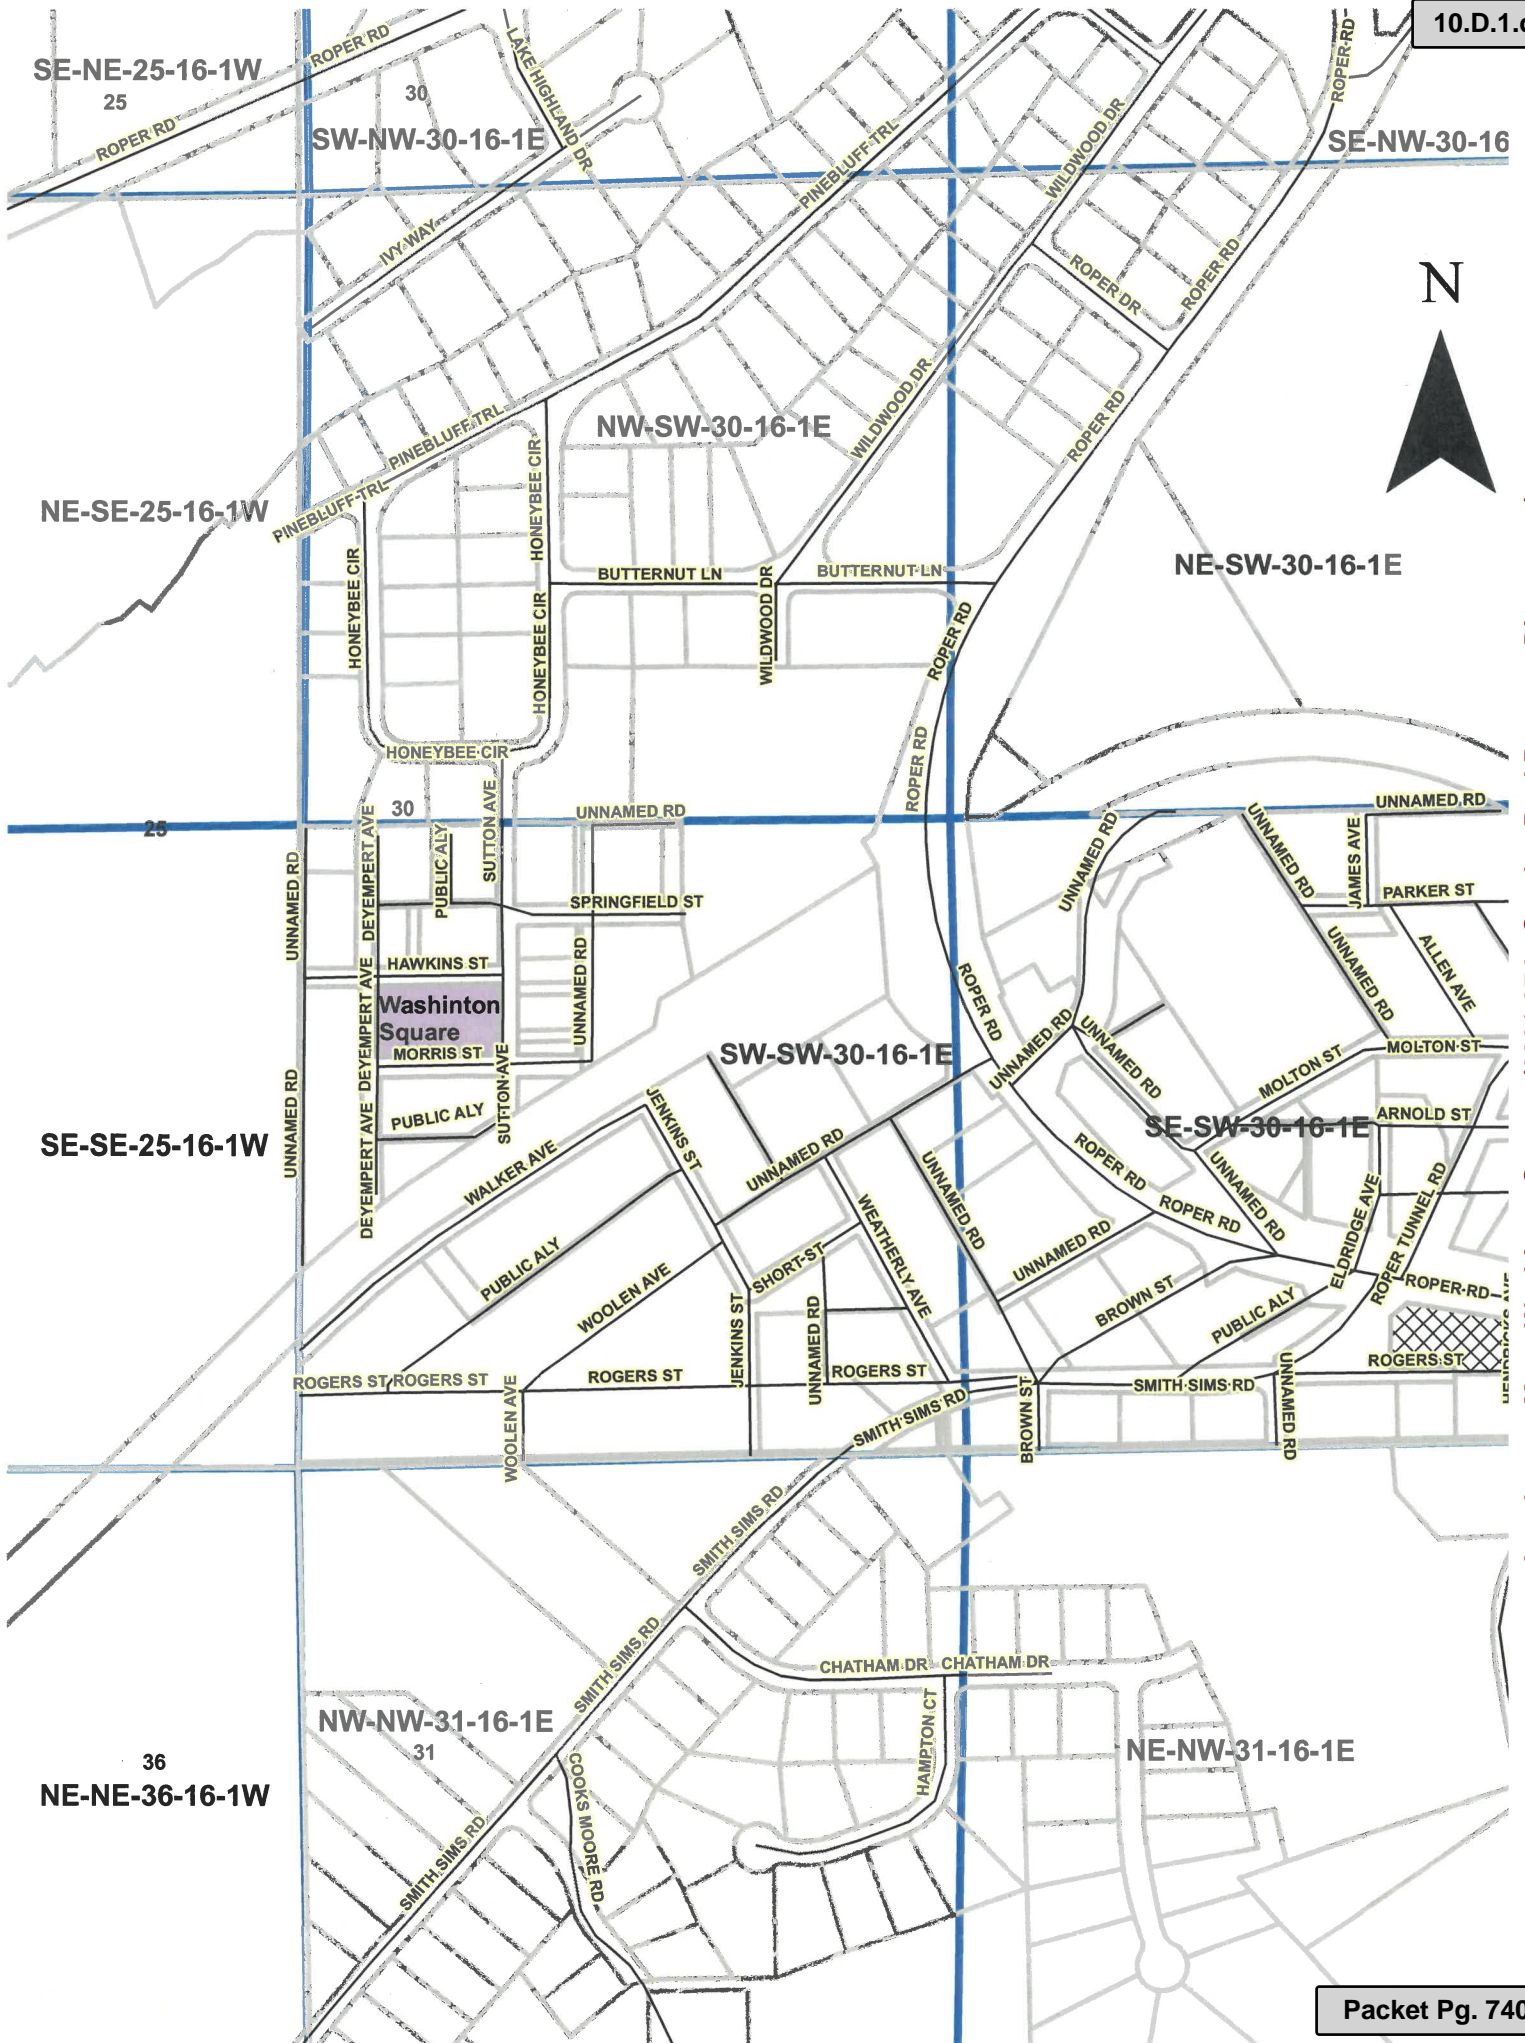 10.D.1.
ROPER RD
LAKE HIGHLAND DR
ROPER RD
SE-NE-25-16-1W
25
30
ROPER RD
SW-NW-30-16-1E
PINEBLUFF TRL
WILDWOOD DR
SE-NW-30-16
IVY WAY
ROPER DR
ROPER RD
N
WILDWOOD DR
ROPER RD
PINEBLUFF TRL
NW-SW-30-16-1E
HONEYBEE CIR
NE-SE-25-16-1W
PINEBLUFF TRL
NE-SW-30-16-1E
BUTTERNUT LN
BUTTERNUT LN
HONEYBEE CIR
HONEYBEE CIR
WILDWOOD DR
ROPER RD
HONEYBEE CIR
ROPER RD
30
25
UNNAMED RD
UNNAMED RD
DEYEMPERT AVE
PUBLIC ALY
SUTTON AVE
UNNAMED RD
UNNAMED RD
JAMES AVE
UNNAMED RD
SPRINGFIELD ST
PARKER ST
HAWKINS ST
UNNAMED RD
UNNAMED RD
ALLEN AVE
DEYEMPERT AVE
Washinton
Square
ROPER RD
DEYEMPERT AVE
MORRIS ST
SW-SW-30-16-1E
UNNAMED RD
UNNAMED RD
MOLTON ST
MOLTON ST
UNNAMED RD
DEYEMPERT AVE
PUBLIC ALY
SUTTON AVE
JENKINS ST
SE-SW-30-16-1E
ARNOLD ST
SE-SE-25-16-1W
WALKER AVE
UNNAMED RD
UNNAMED RD
ROPER RD
UNNAMED RD
DEYEMPERT AVE
WEATHERLY AVE
ROPER RD
ELDRIDGE AVE
ROPER TUNNEL RD
PUBLIC ALY
SHORT ST
UNNAMED RD
WOOLEN AVE
BROWN ST
PUBLIC ALY
ROPER RD
JENKINS ST
UNNAMED RD
ROGERS ST
ROGERS ST
ROGERS ST
ROGERS ST
ROGERS ST
WOOLEN AVE
SMITH SIMS RD
SMITH SIMS RD
BROWN ST
UNNAMED RD
SMITH SIMS RD
SMITH SIMS RD
CHATHAM DR
CHATHAM DR
HAMPTON CT
NW-NW-31-16-1E
31
NE-NW-31-16-1E
36
NE-NE-36-16-1W
COOKS MOORE RD
SMITH SIMS RD
Packet Pg. 740